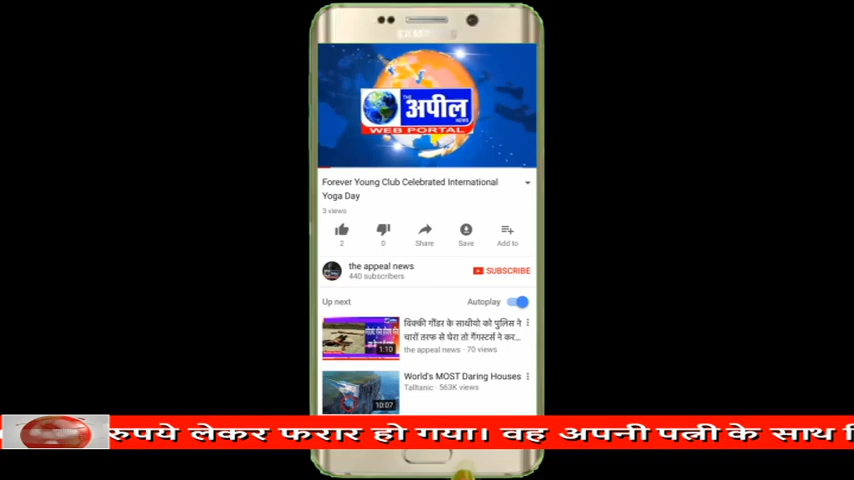 SAMSUNG
THE
अपील
NEWS
WEB PORTAL
Forever Young Club Celebrated International
Yoga Day
3 views
2
0
Share
Save
Add to
the appeal news
440 subscribers
SUBSCRIBE
Up next
Autoplay
विक्की गौंडर के साथीयो को पुलिस ने
चारों तरफ से घेरा तो गैंगस्टर्स ने कर...
the appeal news · 70 views
1:10
World's MOST Daring Houses
Talltanic · 563K views
10:07
रुपये लेकर फरार हो गया। वह अपनी पत्नी के साथ